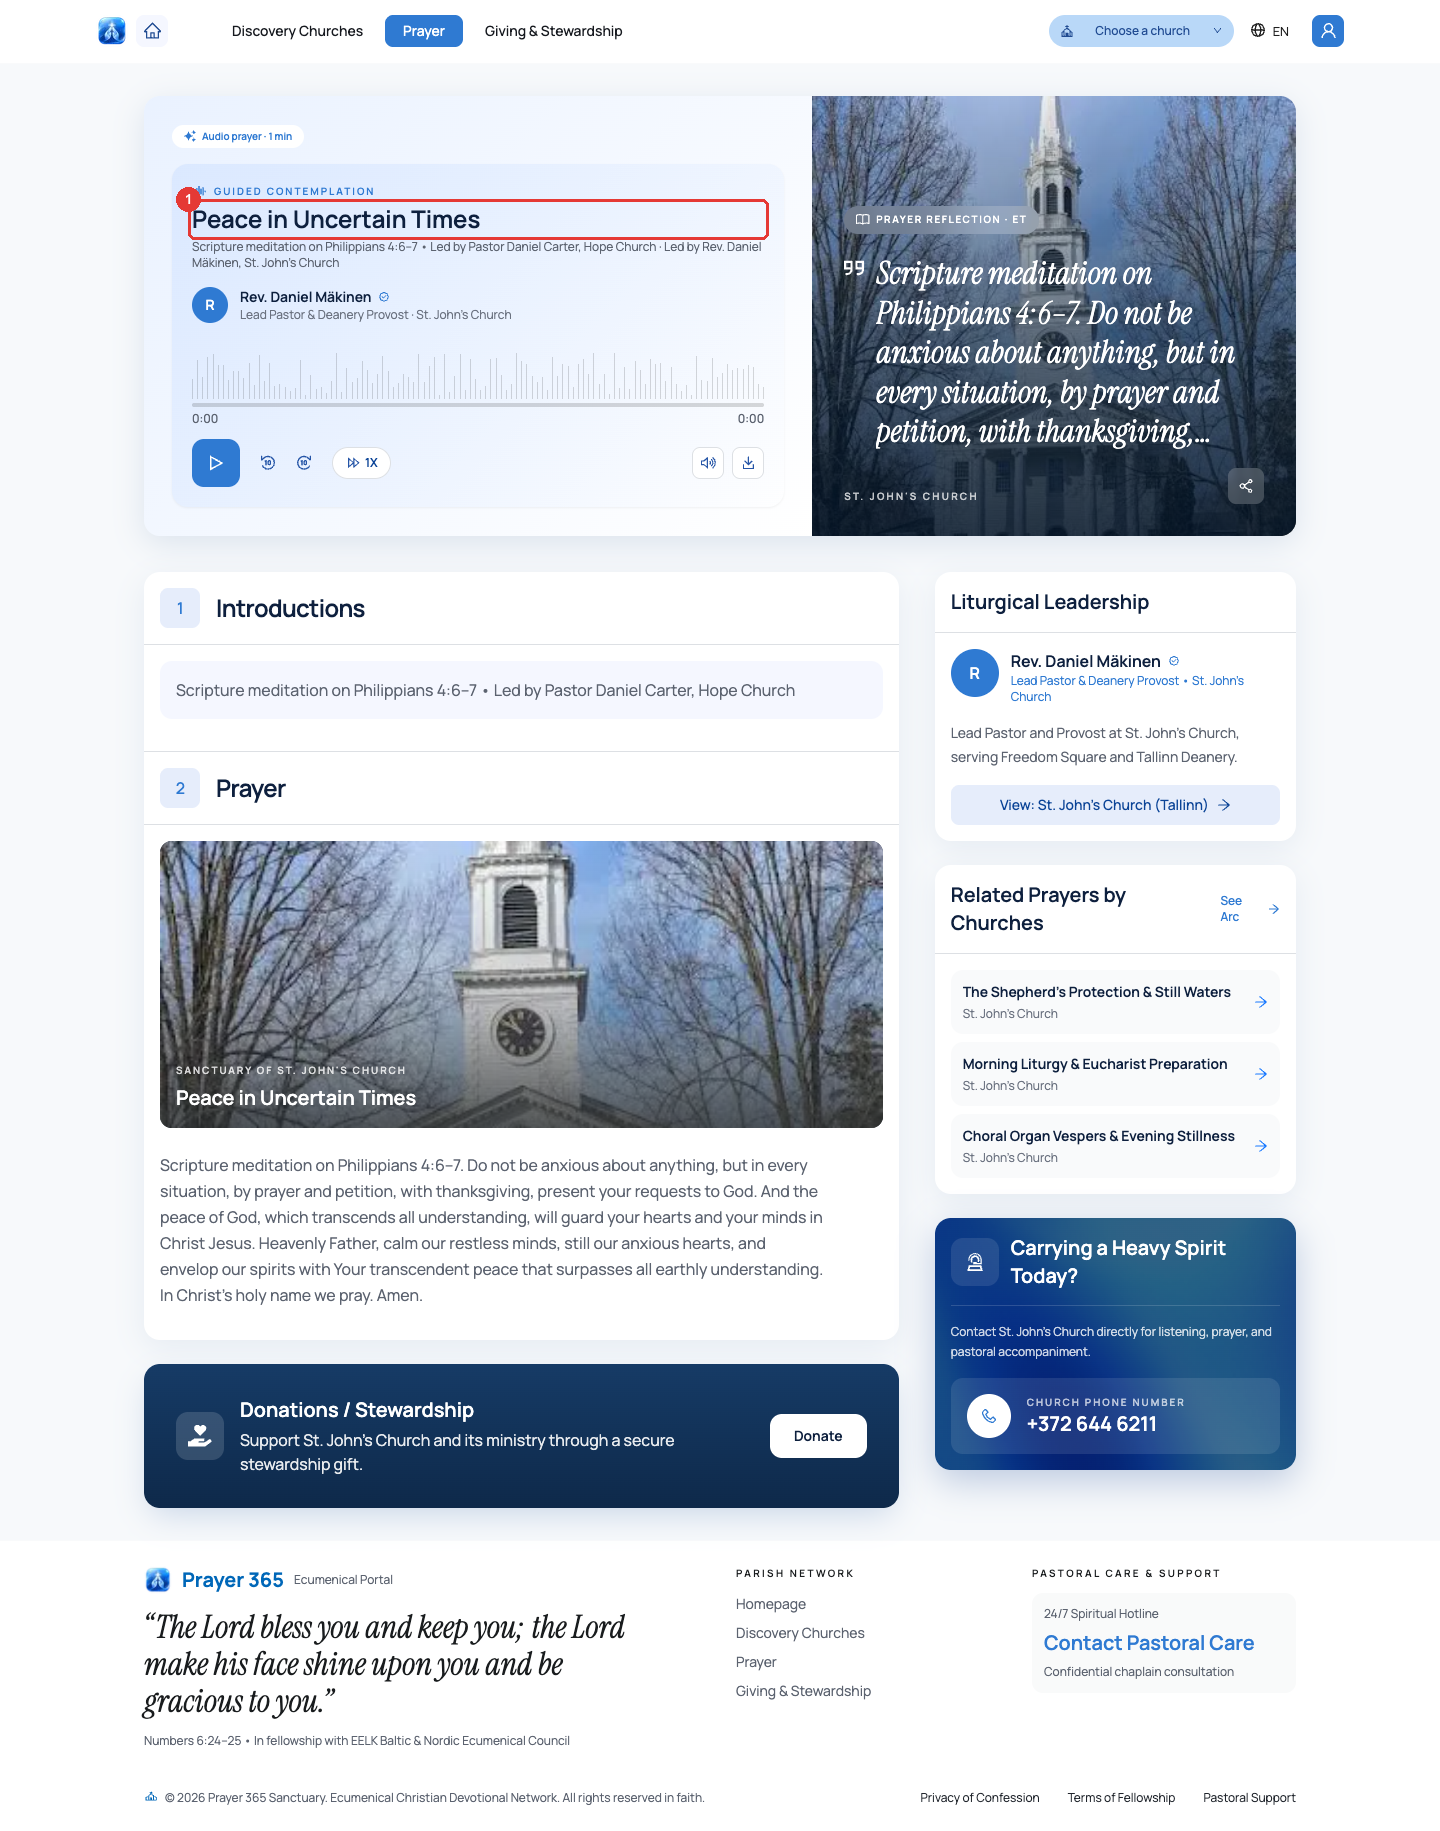 Discovery Churches
Prayer
Giving & Stewardship
Choose a church
EN
Audio prayer · 1 min
GUIDED CONTEMPLATION
1
Peace in Uncertain Times
Scripture meditation on Philippians 4:6–7 • Led by Pastor Daniel Carter, Hope Church · Led by Rev. Daniel
Mäkinen, St. John's Church
R
Rev. Daniel Mäkinen
Lead Pastor & Deanery Provost · St. John's Church
0:00
0:00
10
10
1X
PRAYER REFLECTION · ET
Scripture meditation on
Philippians 4:6–7. Do not be
anxious about anything, but in
every situation, by prayer and
petition, with thanksgiving,...
ST. JOHN'S CHURCH
1
Introductions
Scripture meditation on Philippians 4:6–7 • Led by Pastor Daniel Carter, Hope Church
2
Prayer
SANCTUARY OF ST. JOHN'S CHURCH
Peace in Uncertain Times
Scripture meditation on Philippians 4:6–7. Do not be anxious about anything, but in every
situation, by prayer and petition, with thanksgiving, present your requests to God. And the
peace of God, which transcends all understanding, will guard your hearts and your minds in
Christ Jesus. Heavenly Father, calm our restless minds, still our anxious hearts, and
envelop our spirits with Your transcendent peace that surpasses all earthly understanding.
In Christ's holy name we pray. Amen.
Donations / Stewardship
Support St. John's Church and its ministry through a secure
stewardship gift.
Donate
Liturgical Leadership
R
Rev. Daniel Mäkinen
Lead Pastor & Deanery Provost • St. John's
Church
Lead Pastor and Provost at St. John's Church,
serving Freedom Square and Tallinn Deanery.
View: St. John's Church (Tallinn)
Related Prayers by
Churches
See
Arc
The Shepherd's Protection & Still Waters
St. John's Church
Morning Liturgy & Eucharist Preparation
St. John's Church
Choral Organ Vespers & Evening Stillness
St. John's Church
Carrying a Heavy Spirit
Today?
Contact St. John's Church directly for listening, prayer, and
pastoral accompaniment.
CHURCH PHONE NUMBER
+372 644 6211
Prayer 365
Ecumenical Portal
“The Lord bless you and keep you; the Lord
make his face shine upon you and be
gracious to you.”
Numbers 6:24–25 • In fellowship with EELK Baltic & Nordic Ecumenical Council
PARISH NETWORK
Homepage
Discovery Churches
Prayer
Giving & Stewardship
PASTORAL CARE & SUPPORT
24/7 Spiritual Hotline
Contact Pastoral Care
Confidential chaplain consultation
© 2026 Prayer 365 Sanctuary. Ecumenical Christian Devotional Network. All rights reserved in faith.
Privacy of Confession
Terms of Fellowship
Pastoral Support